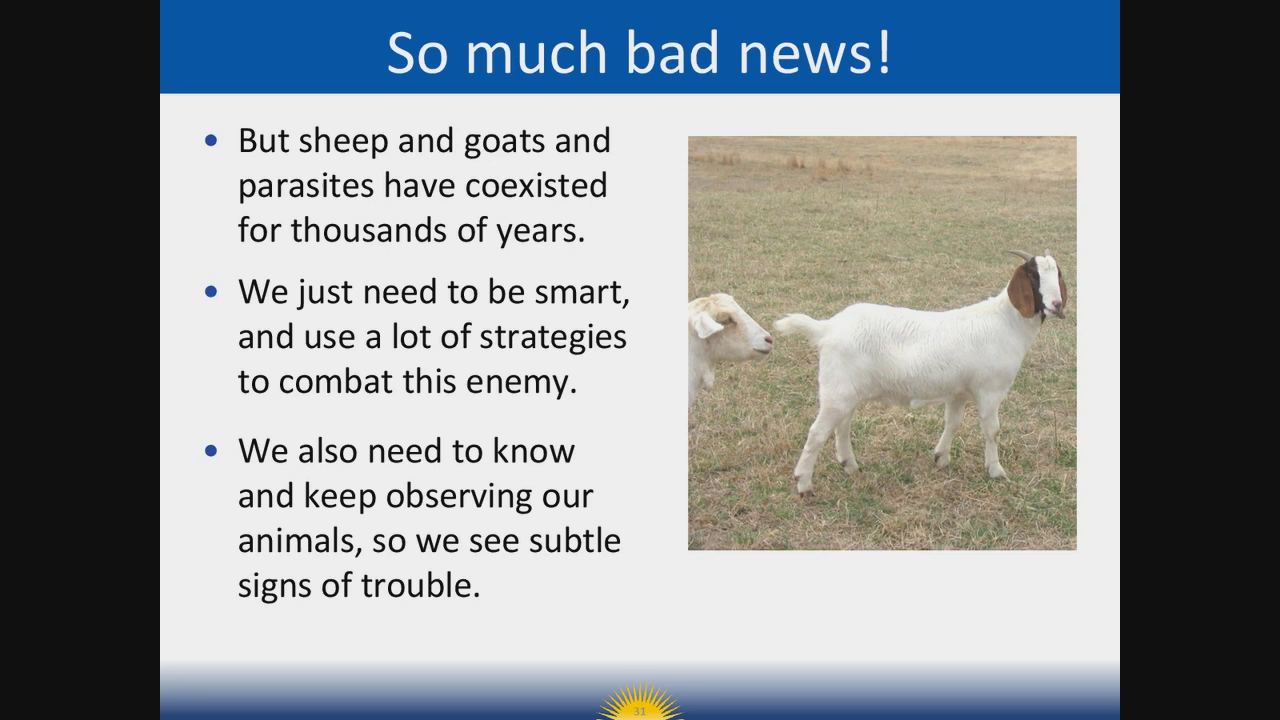 So much bad news!
• But sheep and goats and
parasites have coexisted
for thousands of years.
• We just need to be smart,
and use a lot of strategies
to combat this enemy.
• We also need to know
and keep observing our
animals, so we see subtle
signs of trouble.
31